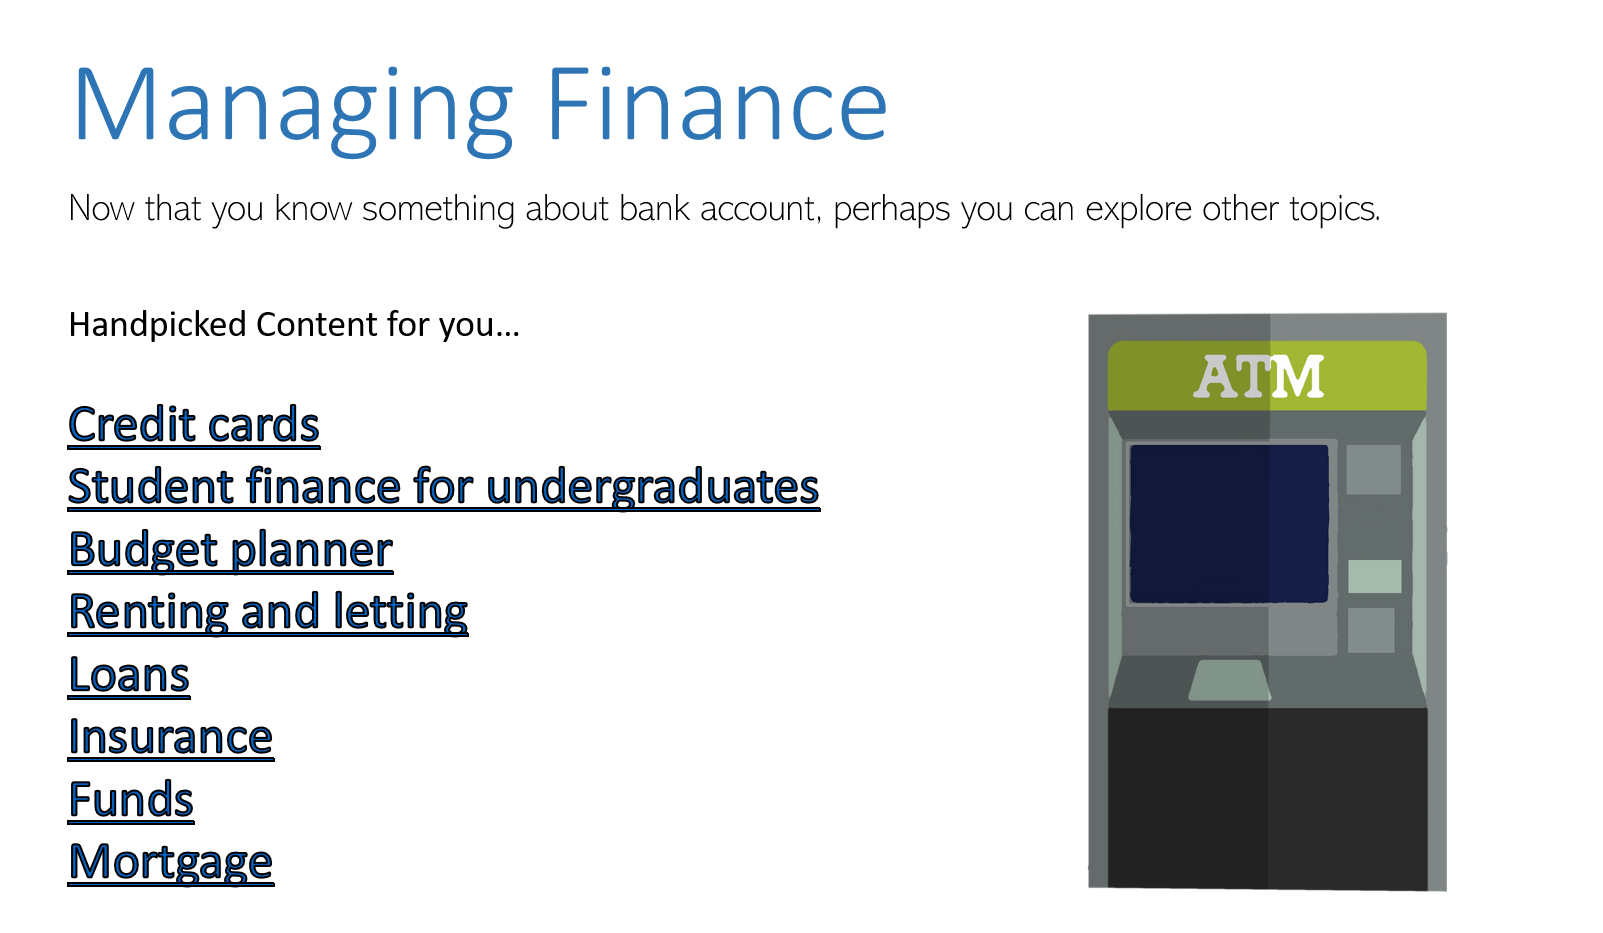 Managing Finance
Now that you know something about bank account, perhaps you can explore other topics.
Handpicked Content for you...
ATM
Credit cards
Student finance for undergraduates
Budget planner
Renting and letting
Loans
Insurance
Funds
Mortgage